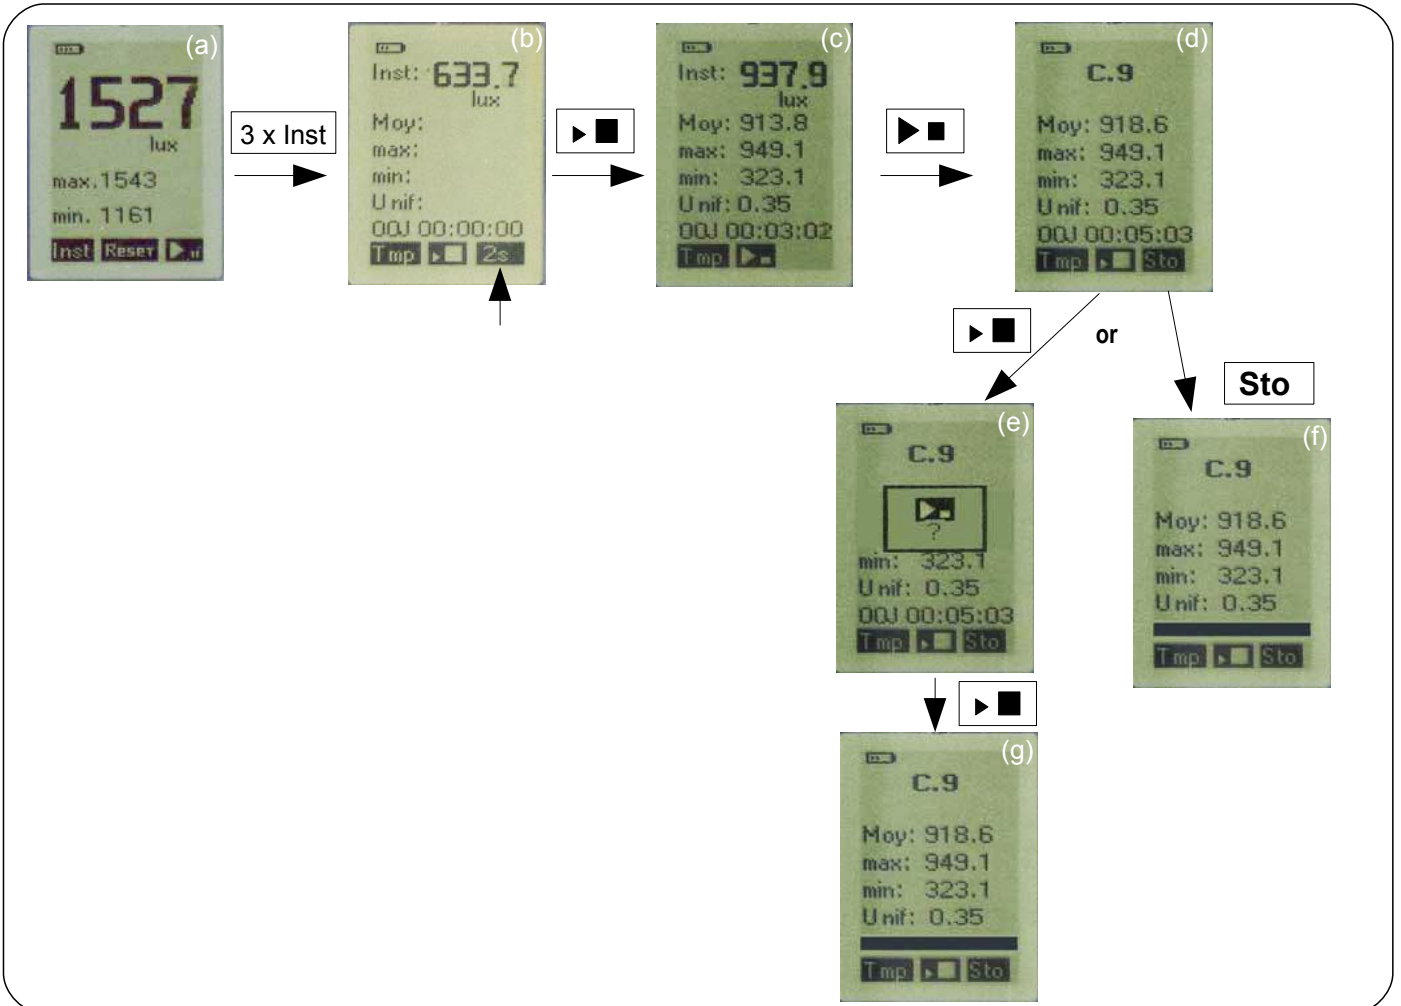 (a)
1527
lux
max.1543
min. 1161
Inst Reset
3 x Inst
(b)
Inst: 633.7
lux
Moy:
max:
min:
Unif:
00J 00:00:00
Tmp 2s
(c)
Inst: 937.9
lux
Moy: 913.8
max: 949.1
min: 323.1
Unif: 0.35
00J 00:03:02
Tmp
(d)
C.9
Moy: 918.6
max: 949.1
min: 323.1
Unif: 0.35
00J 00:05:03
Tmp Sto
or
Sto
(e)
C.9
?
min: 323.1
Unif: 0.35
00J 00:05:03
Tmp Sto
(f)
C.9
Moy: 918.6
max: 949.1
min: 323.1
Unif: 0.35
Tmp Sto
(g)
C.9
Moy: 918.6
max: 949.1
min: 323.1
Unif: 0.35
Tmp Sto